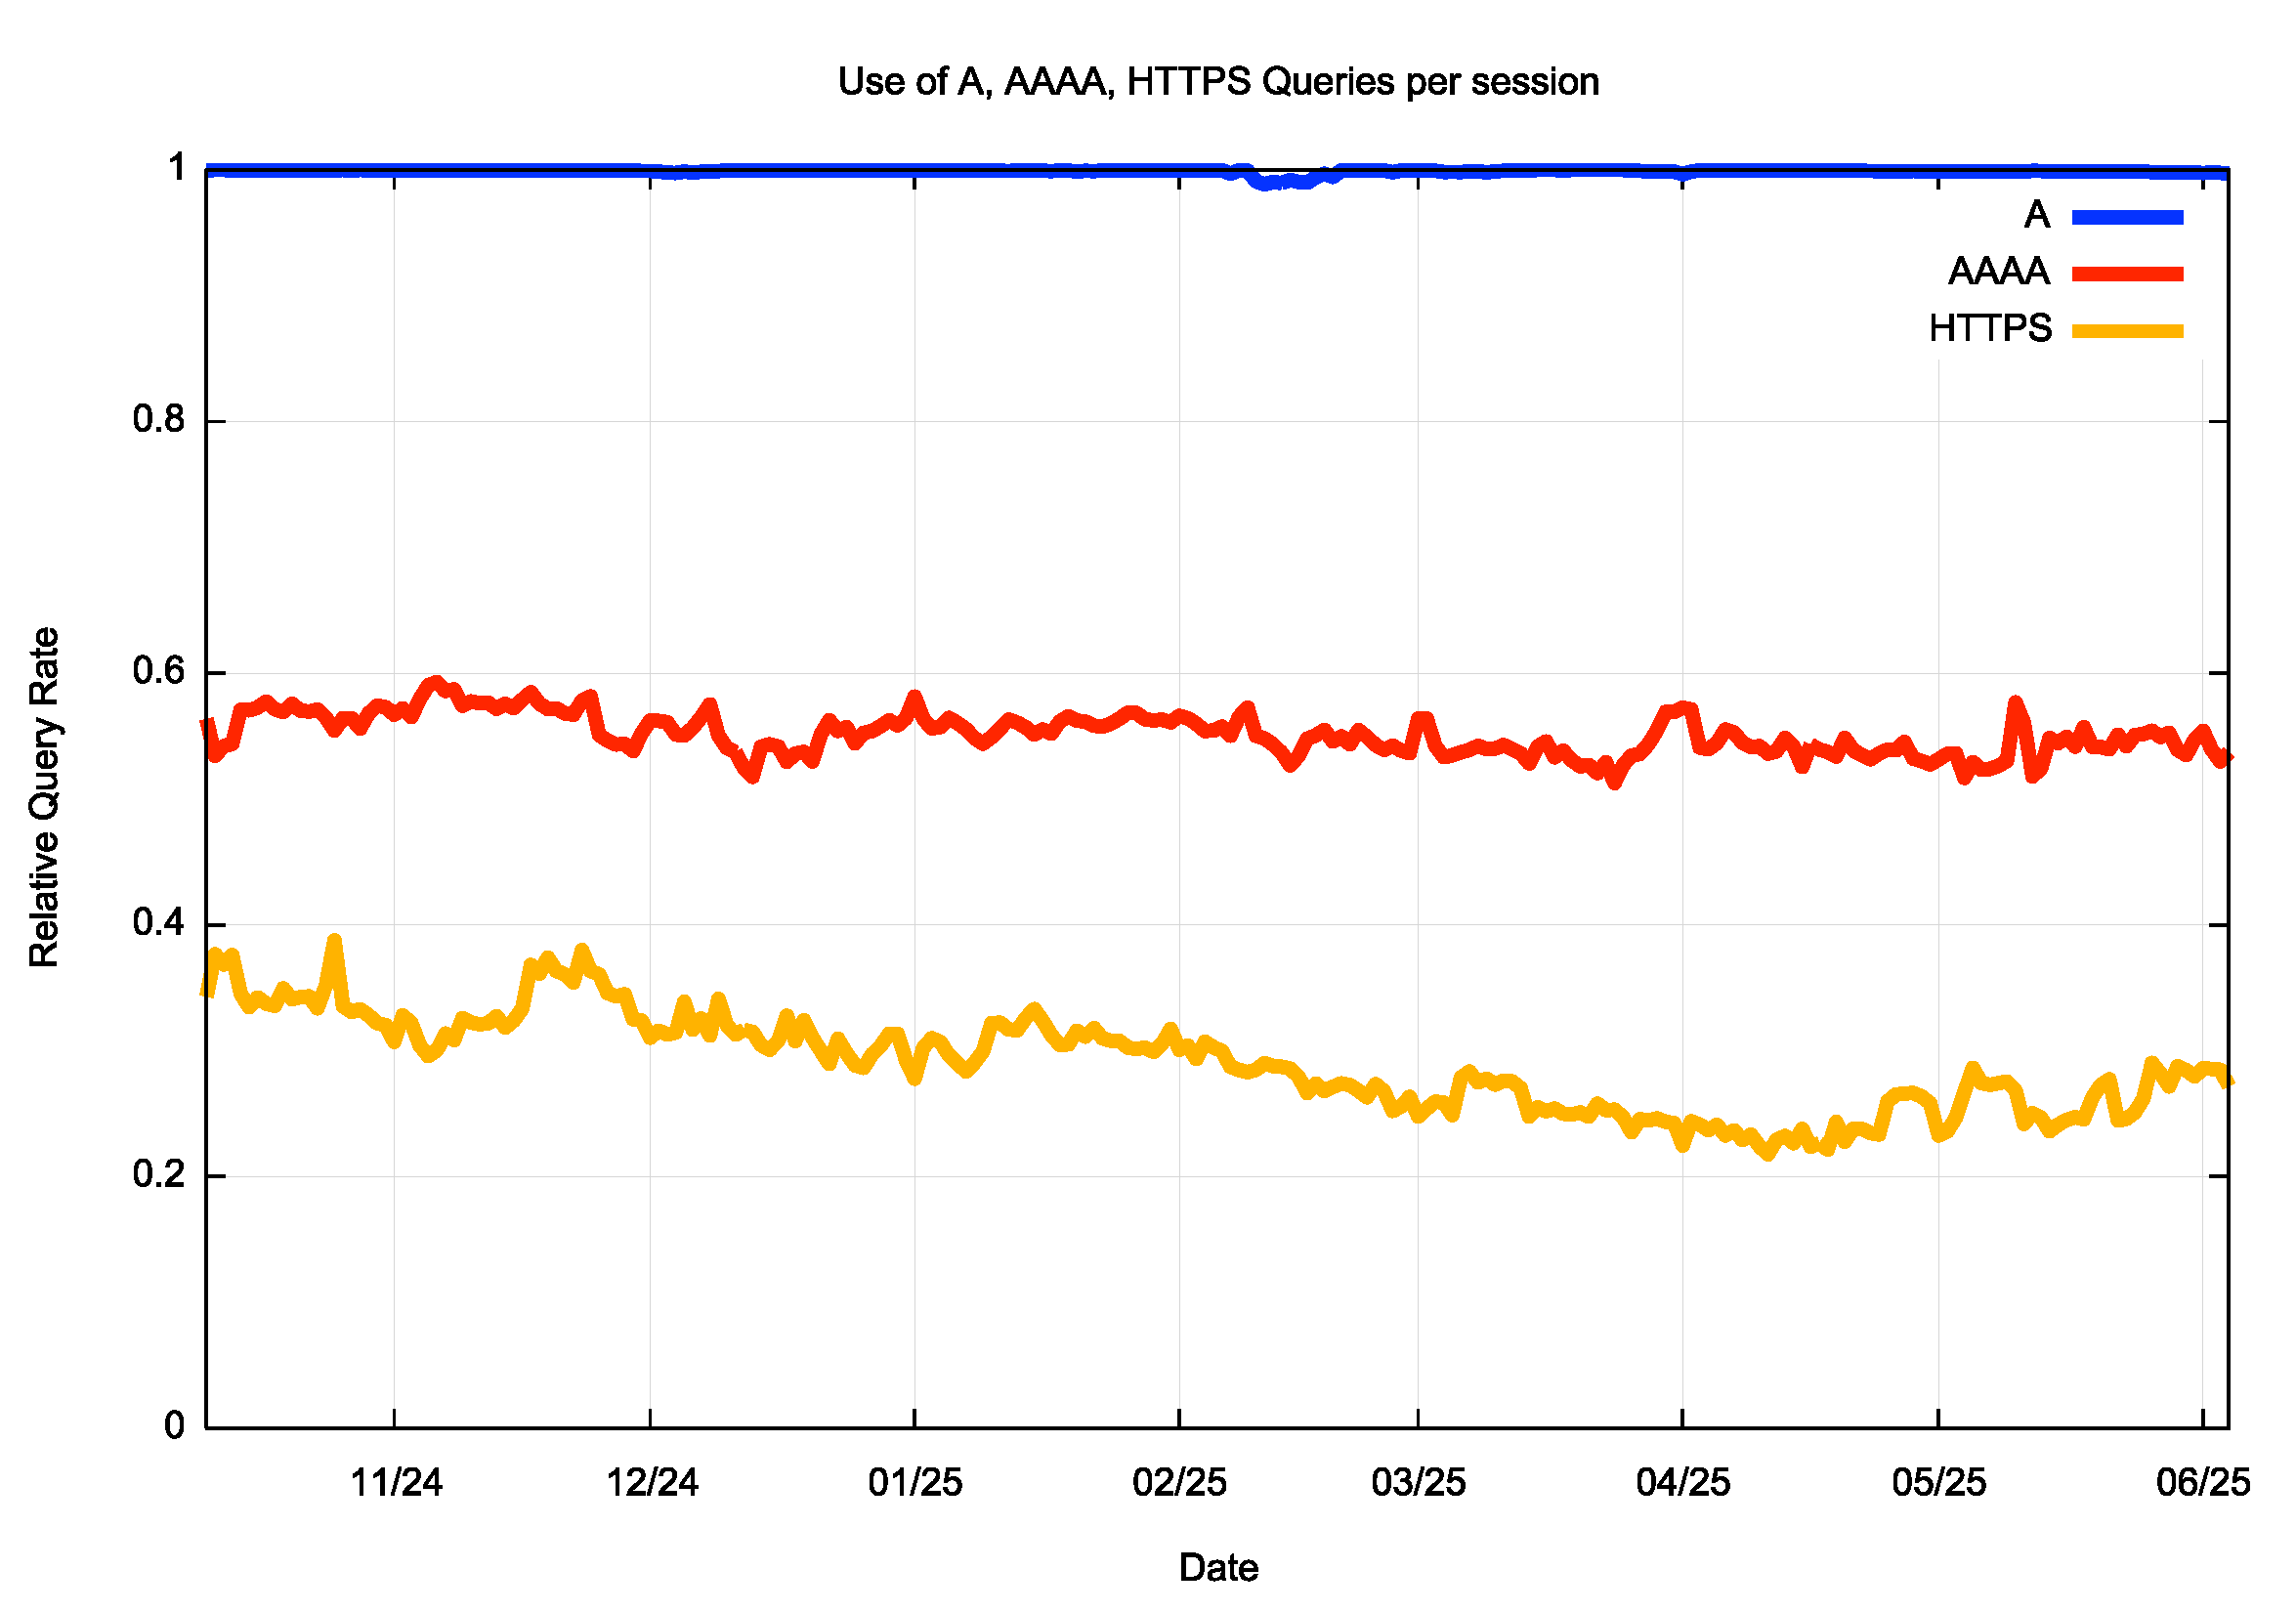 Use of A, AAAA, HTTPS Queries per session
1
A
AAAA
HTTPS
0.8
0.6
Relative Query Rate
0.4
0.2
0
11/24 12/24 01/25 02/25 03/25 04/25 05/25 06/25
Date